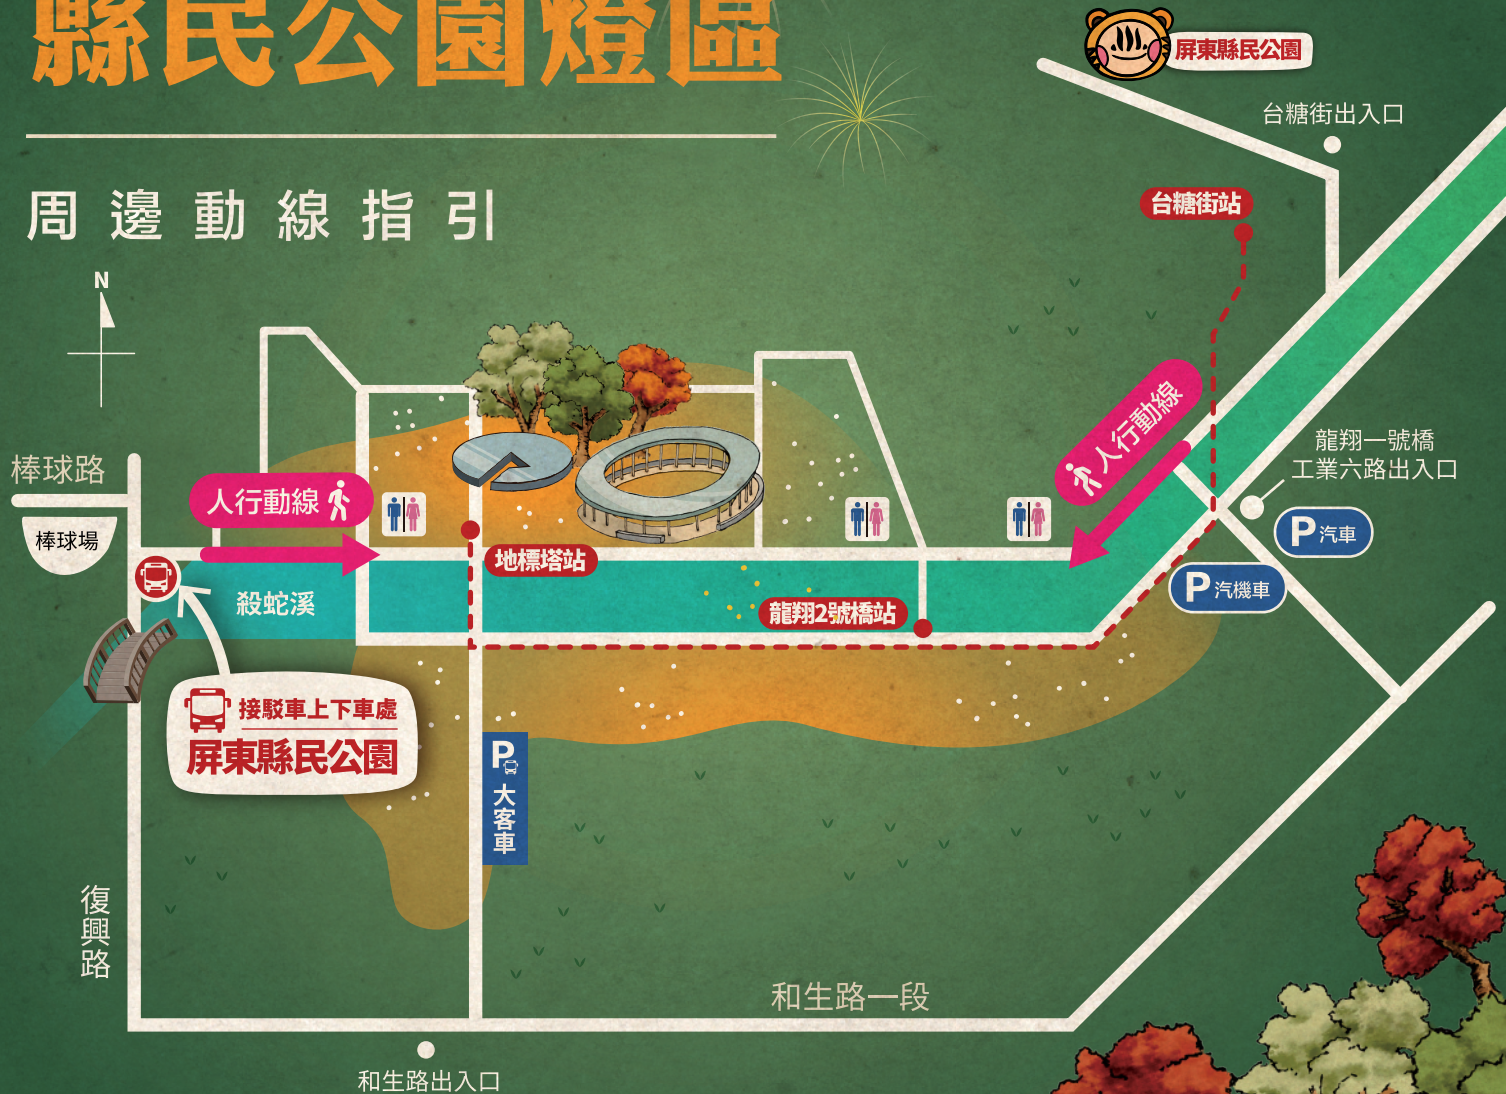 縣民公園燈區
周邊動線指引
N
屏東縣民公園
台糖街出入口
台糖街站
人行動線
龍翔一號橋
工業六路出入口
P 汽車
P 汽機車
棒球路
棒球場
人行動線
地標塔站
殺蛇溪
龍翔2號橋站
接駁車上下車處
屏東縣民公園
P
大客車
復興路
和生路一段
和生路出入口